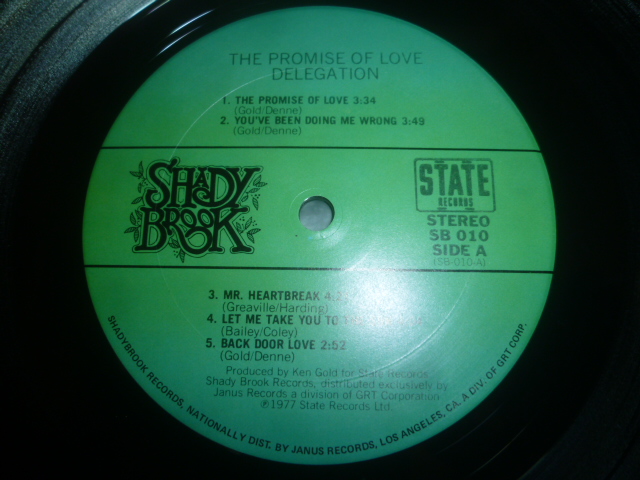 THE PROMISE OF LOVE
DELEGATION
1. THE PROMISE OF LOVE 3:34
(Gold/Denne)
2. YOU'VE BEEN DOING ME WRONG 3:49
(Gold/Denne)
SHADY
BROOK
STATE
RECORDS
STEREO
SB 010
SIDE A
(SB-010-A)
3. MR. HEARTBREAK
(Greaville/Harding)
4. LET ME TAKE YOU TO
(Bailey/Coley)
5. BACK DOOR LOVE 2:52
(Gold/Denne)
Produced by Ken Gold for State Records
Shady Brook Records, distributed exclusively by
Janus Records a division of GRT Corporation
℗1977 State Records Ltd.
SHADYBROOK RECORDS, NATIONALLY DIST. BY JANUS RECORDS, LOS ANGELES, CA. A DIV. OF GRT CORP.